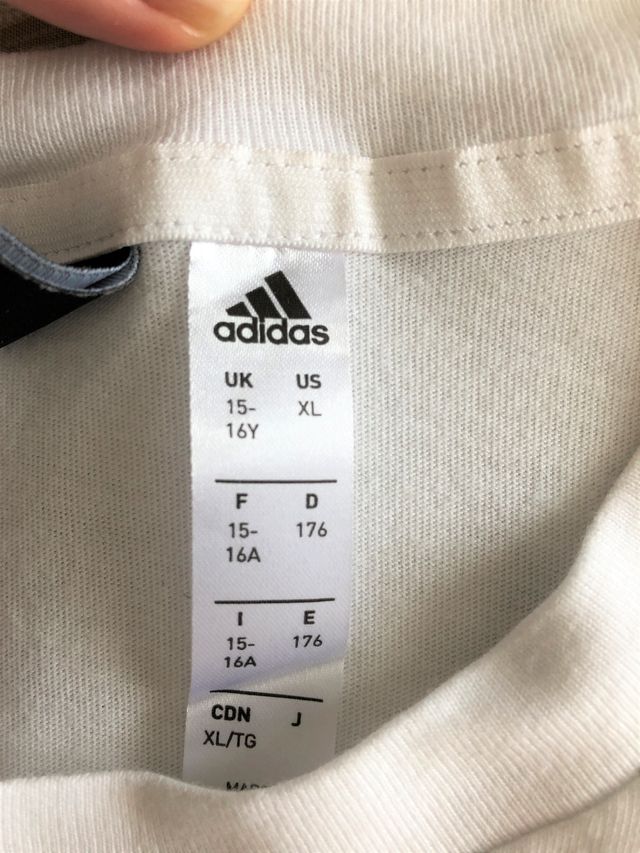 adidas
UK US
15- XL
16Y
F D
15- 176
16A
I E
15- 176
16A
CDN J
XL/TG